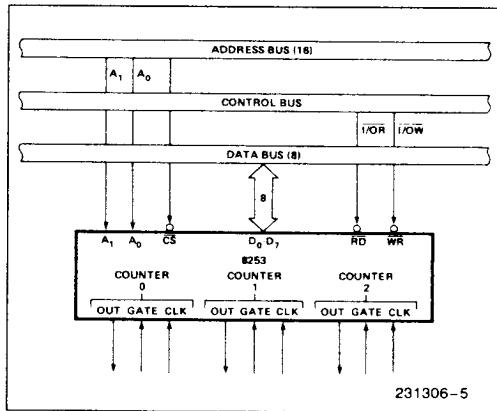 ADDRESS BUS (16)
A1 A0
CONTROL BUS
I/OR I/OW
DATA BUS (8)
8
A1 A0 CS D0 D7 RD WR
8253
COUNTER 0 COUNTER 1 COUNTER 2
OUT GATE CLK OUT GATE CLK OUT GATE CLK
231306-5